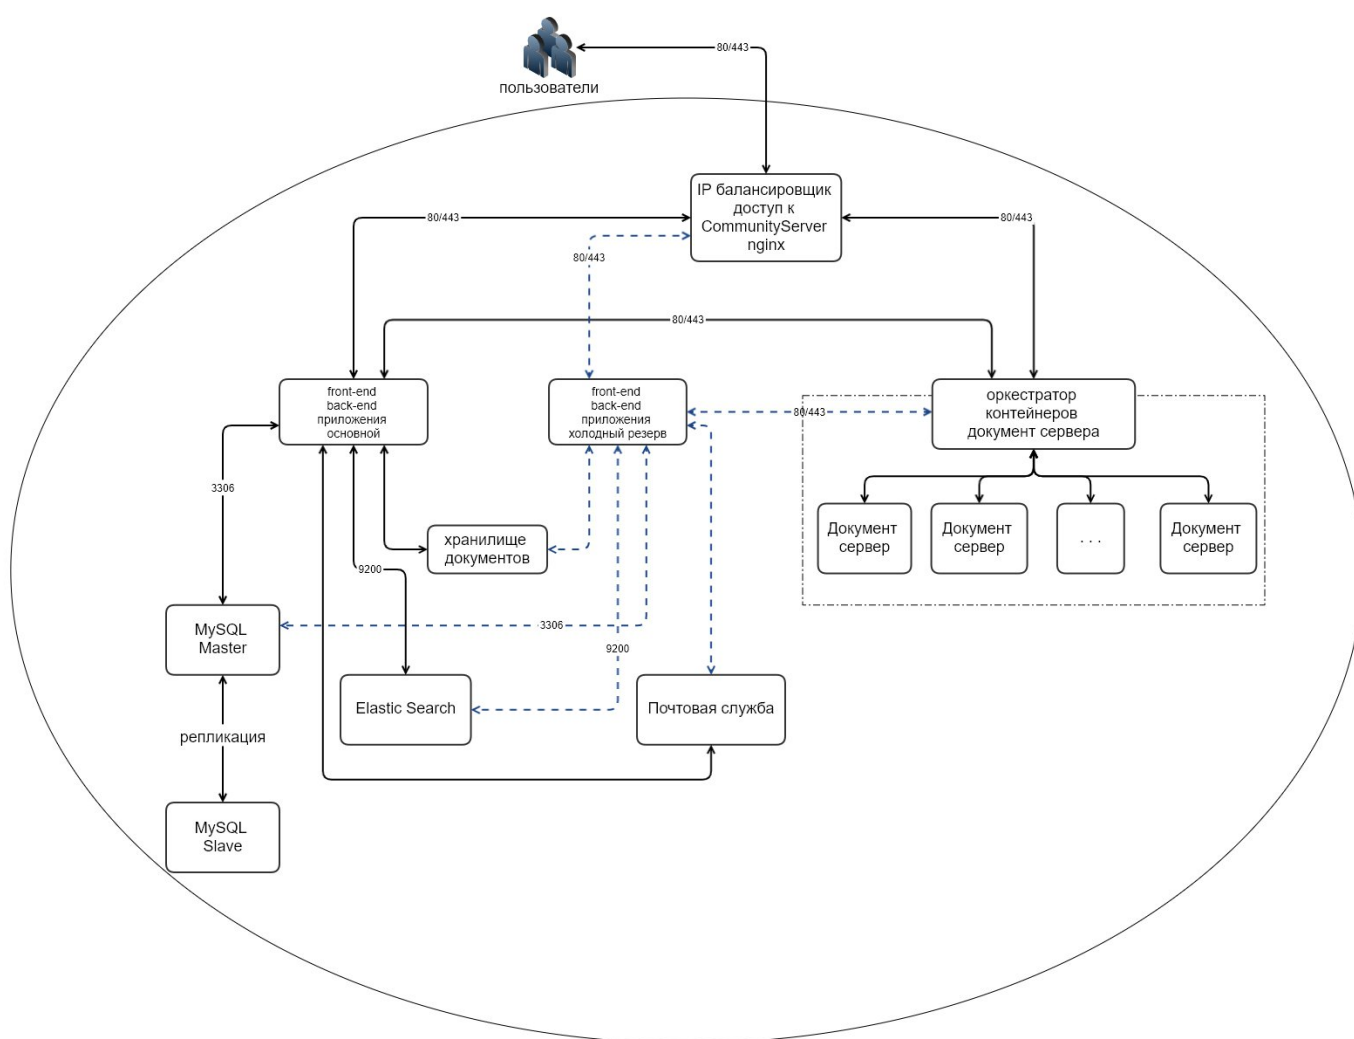 80/443
пользователи
IP балансировщик
доступ к
CommunityServer
nginx
80/443
80/443
80/443
80/443
front-end
back-end
приложения
основной
front-end
back-end
приложения
холодный резерв
80/443
оркестратор
контейнеров
документ сервера
3306
хранилище
документов
Документ
сервер
Документ
сервер
. . .
Документ
сервер
9200
MySQL
Master
3306
9200
Elastic Search
Почтовая служба
репликация
MySQL
Slave